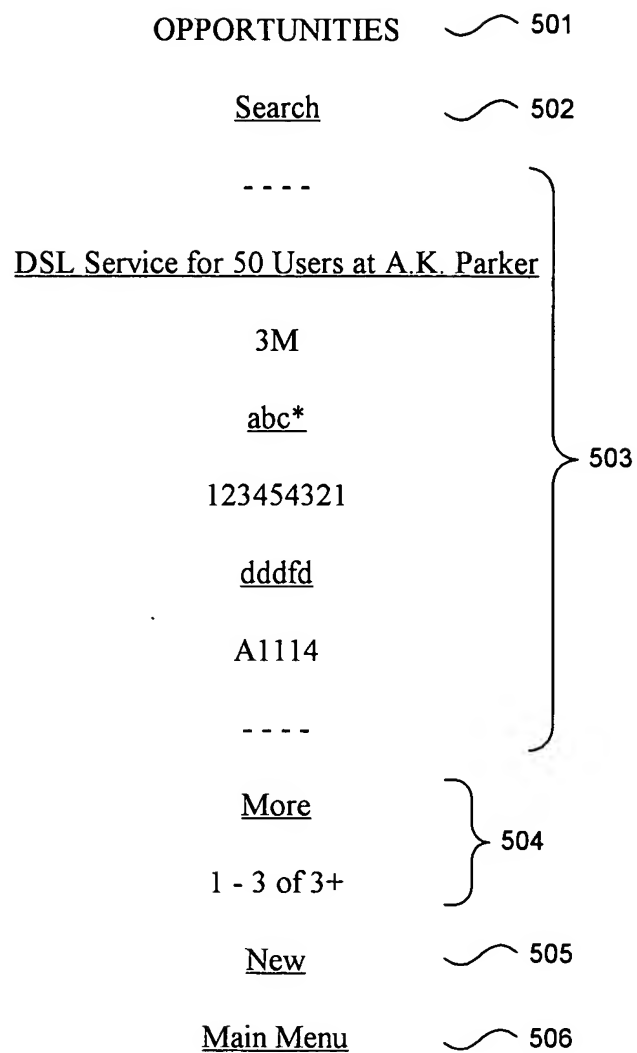 OPPORTUNITIES 501
Search 502
- - - -
DSL Service for 50 Users at A.K. Parker
3M
abc*
503
123454321
dddfd
A1114
- - - -
More
504
1 - 3 of 3+
New 505
Main Menu 506